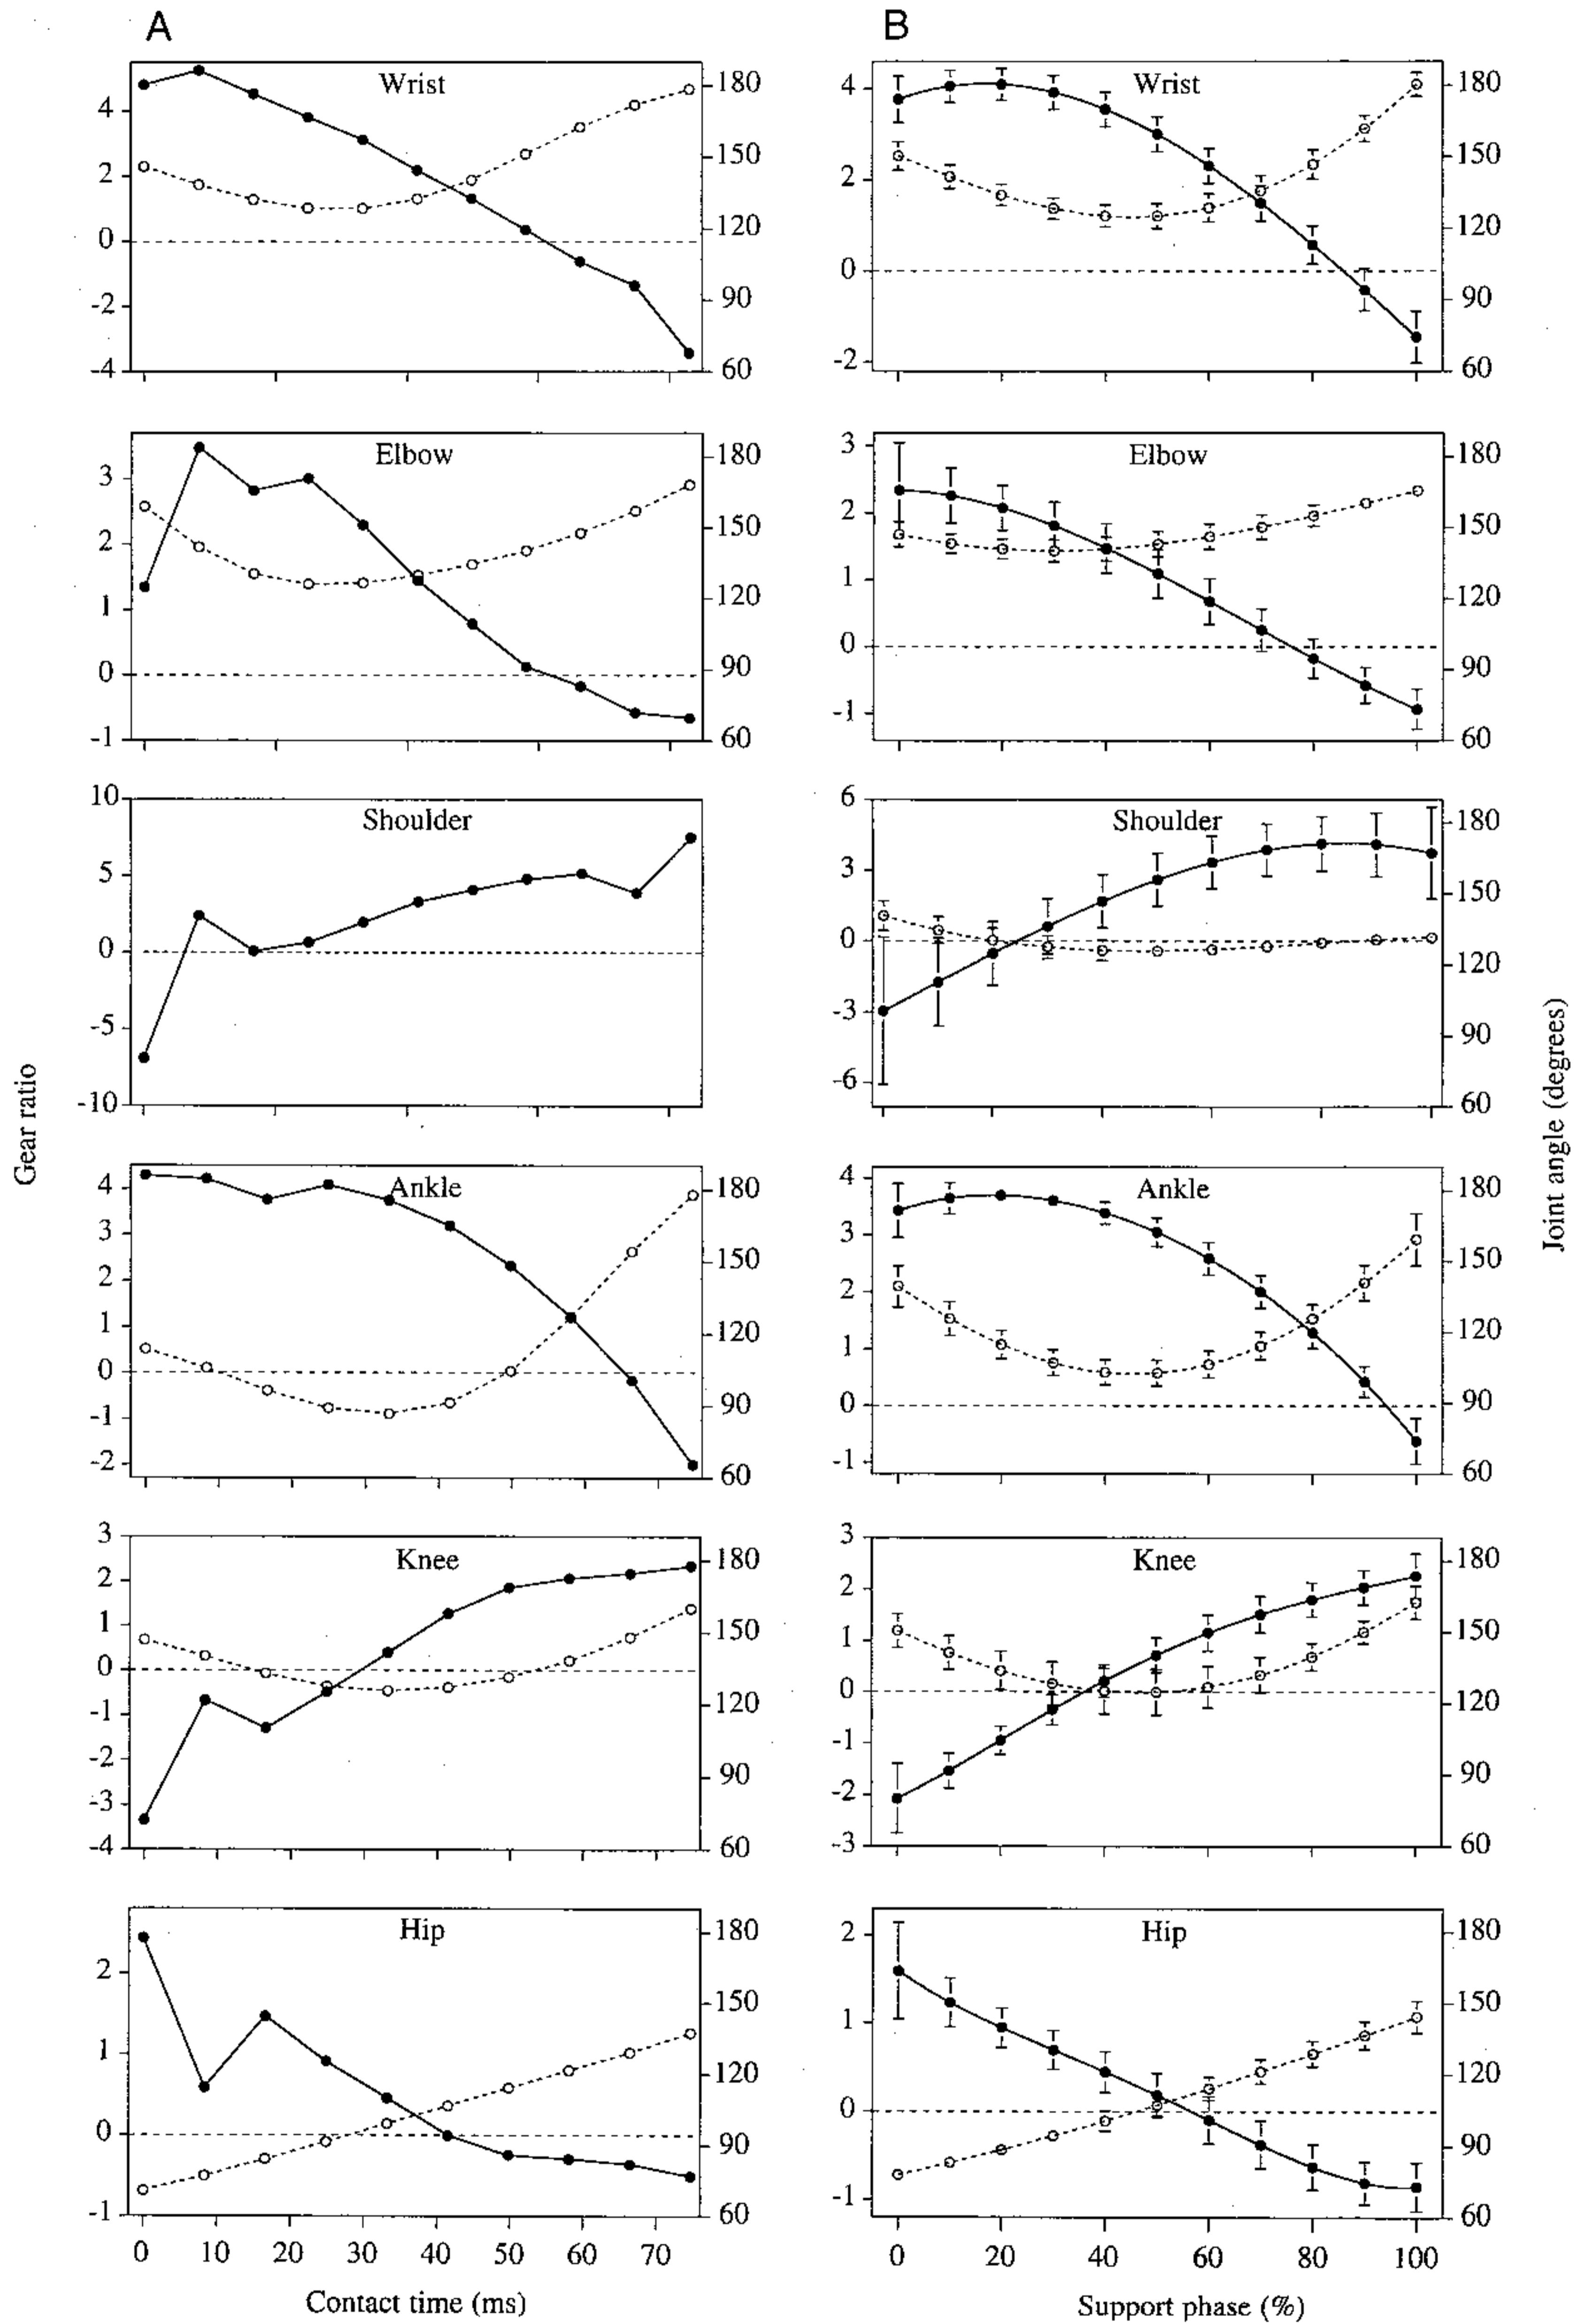 A B
Wrist Wrist
4 2 0 -2 -4
180 150 120 90 60
4 2 0 -2
180 150 120 90 60
Elbow Elbow
3 2 1 0 -1
180 150 120 90 60
3 2 1 0 -1
180 150 120 90 60
Shoulder Shoulder
10 5 0 -5 -10
6 3 0 -3 -6
180 150 120 90 60
Gear ratio
Joint angle (degrees)
Ankle Ankle
4 3 2 1 0 -1 -2
180 150 120 90 60
4 3 2 1 0 -1
180 150 120 90 60
Knee Knee
3 2 1 0 -1 -2 -3 -4
180 150 120 90 60
3 2 1 0 -1 -2 -3
180 150 120 90 60
Hip Hip
2 1 0 -1
180 150 120 90 60
2 1 0 -1
180 150 120 90 60
0 10 20 30 40 50 60 70
0 20 40 60 80 100
Contact time (ms)
Support phase (%)